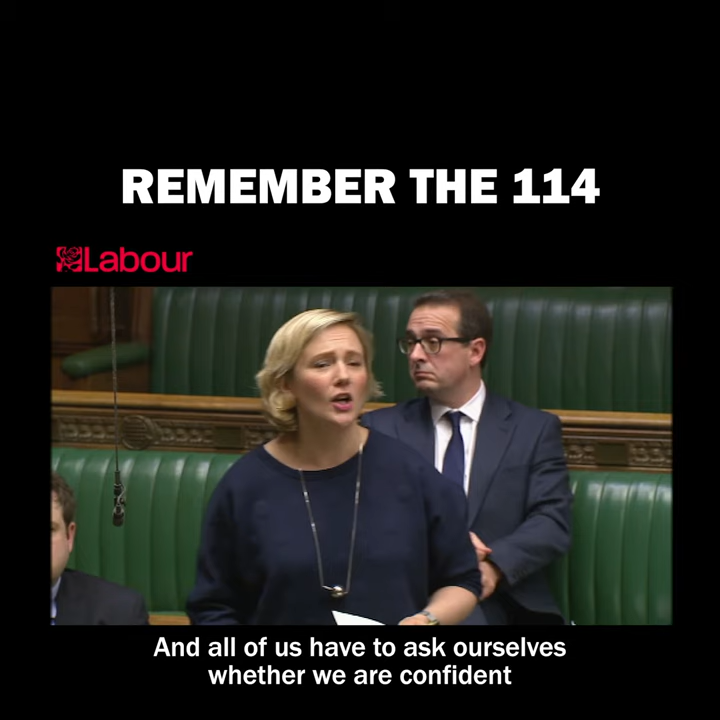 REMEMBER THE 114
Labour
And all of us have to ask ourselves
whether we are confident